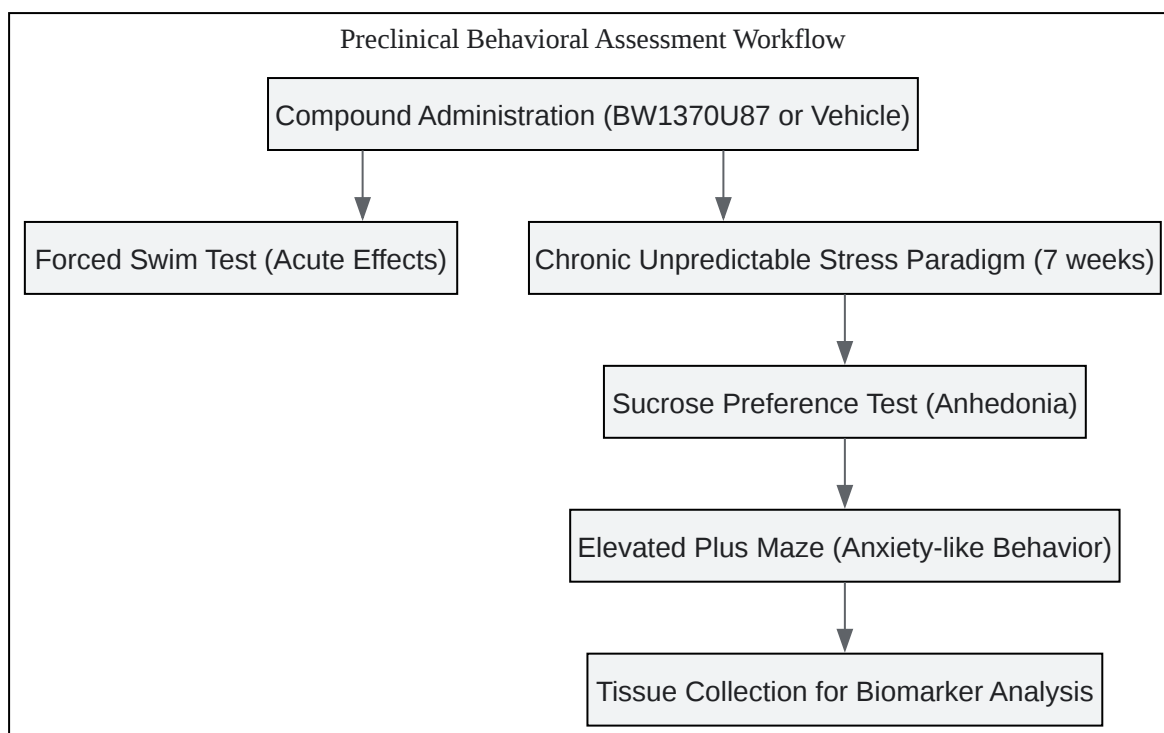 Preclinical Behavioral Assessment Workflow
Compound Administration (BW1370U87 or Vehicle)
Forced Swim Test (Acute Effects)
Chronic Unpredictable Stress Paradigm (7 weeks)
Sucrose Preference Test (Anhedonia)
Elevated Plus Maze (Anxiety-like Behavior)
Tissue Collection for Biomarker Analysis